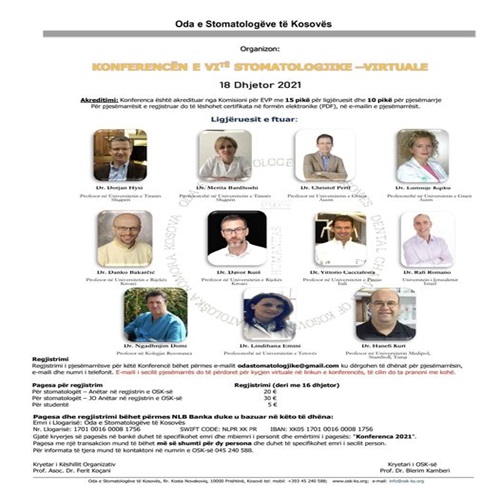 Oda e Stomatologëve të Kosovës
Organizon:
KONFERENCËN E VITË STOMATOLOGJIKE –VIRTUALE
18 Dhjetor 2021
Akreditimi: Konferenca është akredituar nga Komisioni për EVP me 15 pikë për ligjëruesit dhe 10 pikë për pjesëmarrje
Për pjesëmarrësit e regjistruar do të lëshohet certifikata në formën elektronike (PDF), në e-mailin e pjesëmarrësit.
Ligjëruesit e ftuar:
Dr. Dorjan Hysi
Profesor në Universitetin e Tiranës
Shqipëri
Dr. Merita Bardhoshi
Profesoreshë në Universitetin e Tiranës
Shqipëri
Dr. Christof Pertl
Profesor në Universitetin e Grazit
Austri
Dr. Lumnije Kqiku
Profesoreshë në Universitetin e Grazit
Austri
Dr. Danko Bakarčić
Profesor në Universitetin e Rijekës
Kroaci
Dr. Davor Kuiš
Profesor në Universitetin e Rijekës
Kroaci
Dr. Vittorio Cacciafesta
Profesor në Universitetin e Pavias
Itali
Dr. Rafi Romano
Universiteti i Jerusalemit
Izrael
Dr. Ngadhnjim Domi
Profesor në Kolegjin Rezonanca
Dr. Lindihana Emini
Profesoreshë në Universitetin e Tetovës
Dr. Hanefi Kurt
Profesor në Universitetin Medipol,
Stamboll, Turqi
Regjistrimi
Regjistrimi i pjesëmarrësve për këtë Konferencë bëhet përmes e-mailit odastomatologjike@gmail.com ku dërgohen të dhënat për pjesëmarrësin,
e-mailit dhe numri i telefonit. Emaili i secilit pjesëmarrës do të përdoret për kyçjen virtuale në linkun e konferencës, të cilin do ta pranoni me kohë.
Pagesa për regjistrim Regjistrimi (deri me 16 dhjetor)
Për stomatologët – Anëtar në regjistrin e OSK-së 20 €
Për stomatologët – JO Anëtar në regjistrin e OSK-së 30 €
Për studentë 5 €
Pagesa dhe regjistrimi bëhet përmes NLB Banka duke u bazuar në këto të dhëna:
Emri i Llogarisë: Oda e Stomatologëve të Kosovës
Nr. Llogarisë: 1701 0016 0008 1756 SWIFT CODE: NLPR XK PR IBAN: XK05 1701 0016 0008 1756
Gjatë kryerjes së pagesës në bankë duhet të specifikohet emri dhe mbiemri i personit dhe emërtimi i pagesës: "Konferenca 2021".
Pagesa me një transaksion mund të bëhet më së shumti për dy persona dhe duhet të specifikohet emri i secilit person.
Për informata të tjera mund të kontaktoni në numrin e OSK-së 045 240 588.
Kryetar i Këshillit Organizativ Kryetari i OSK-së
Prof. Asoc. Dr. Ferit Koçani Prof. Dr. Blerim Kamberi
Oda e Stomatologëve të Kosovës, Rr. Kosta Novakoviq, 10000 Prishtinë, Kosovë tel: mobil: +383 45 240 588; www.osk-ks.org; e-mail: info@osk-ks.org